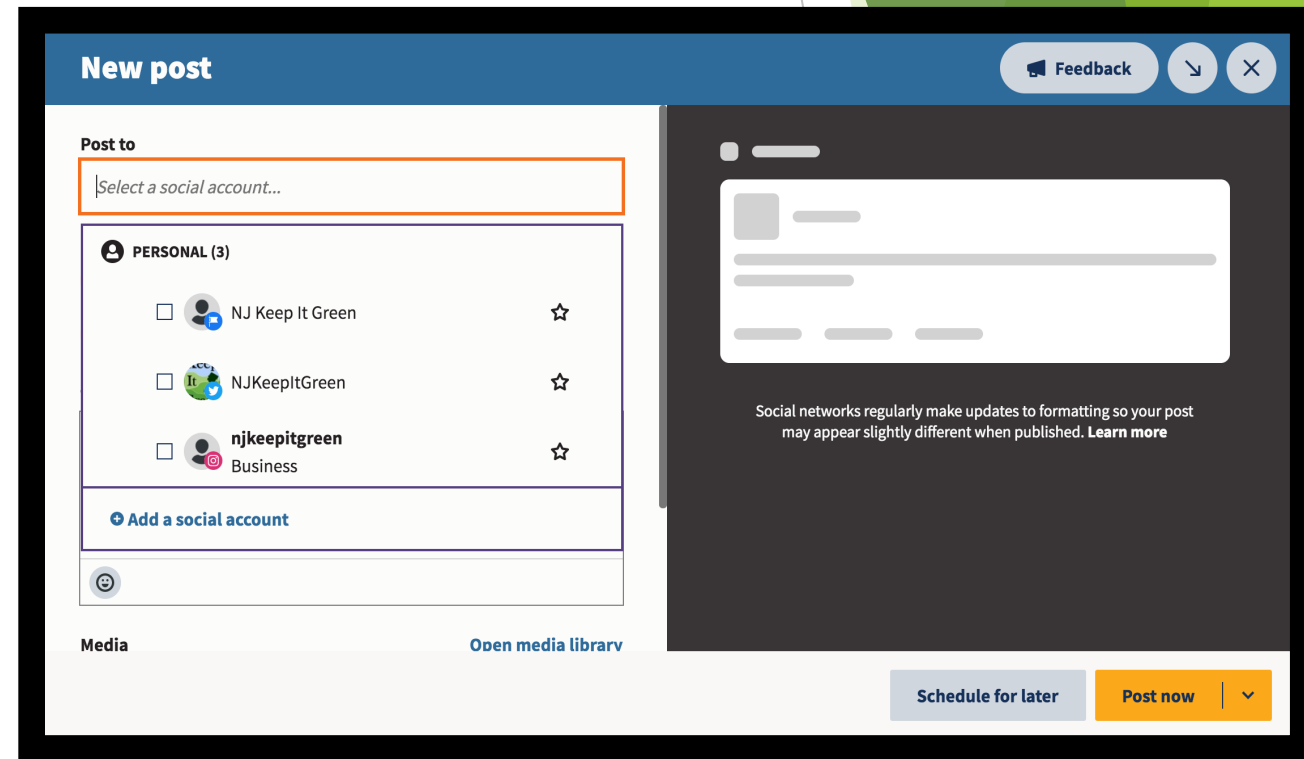 New post
Feedback
Post to
Select a social account...
PERSONAL (3)
NJ Keep It Green
NJKeepItGreen
njkeepitgreen
Business
Add a social account
Media
Open media library
Social networks regularly make updates to formatting so your post
may appear slightly different when published. Learn more
Schedule for later
Post now